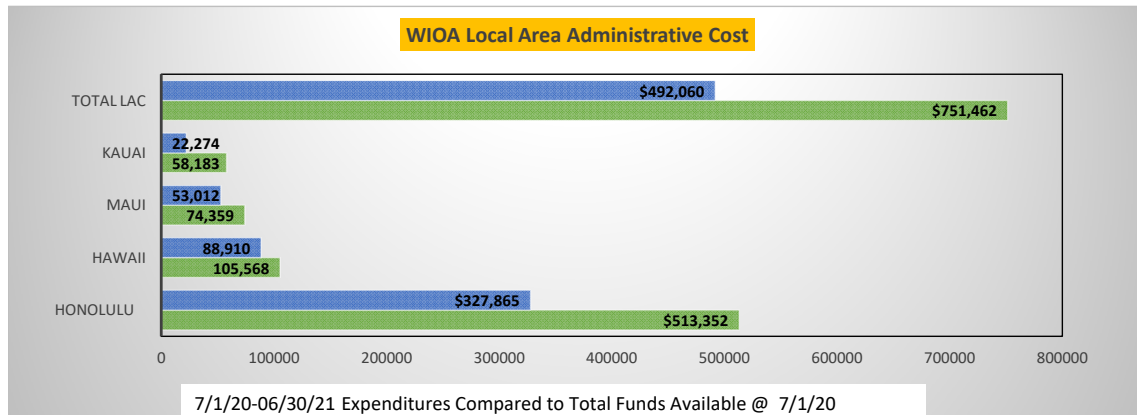 WIOA Local Area Administrative Cost
TOTAL LAC
$492,060
$751,462
KAUAI
22,274
58,183
MAUI
53,012
74,359
HAWAII
88,910
105,568
HONOLULU
$327,865
$513,352
0 100000 200000 300000 400000 500000 600000 700000 800000
7/1/20-06/30/21 Expenditures Compared to Total Funds Available @ 7/1/20